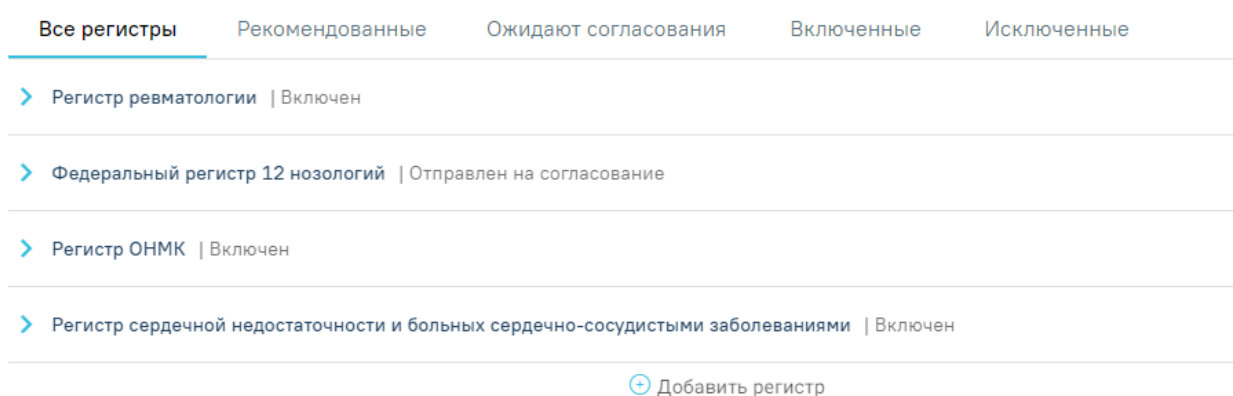 Все регистры Рекомендованные Ожидают согласования Включенные Исключенные
Регистр ревматологии | Включен
Федеральный регистр 12 нозологий | Отправлен на согласование
Регистр ОНМК | Включен
Регистр сердечной недостаточности и больных сердечно-сосудистыми заболеваниями | Включен
Добавить регистр